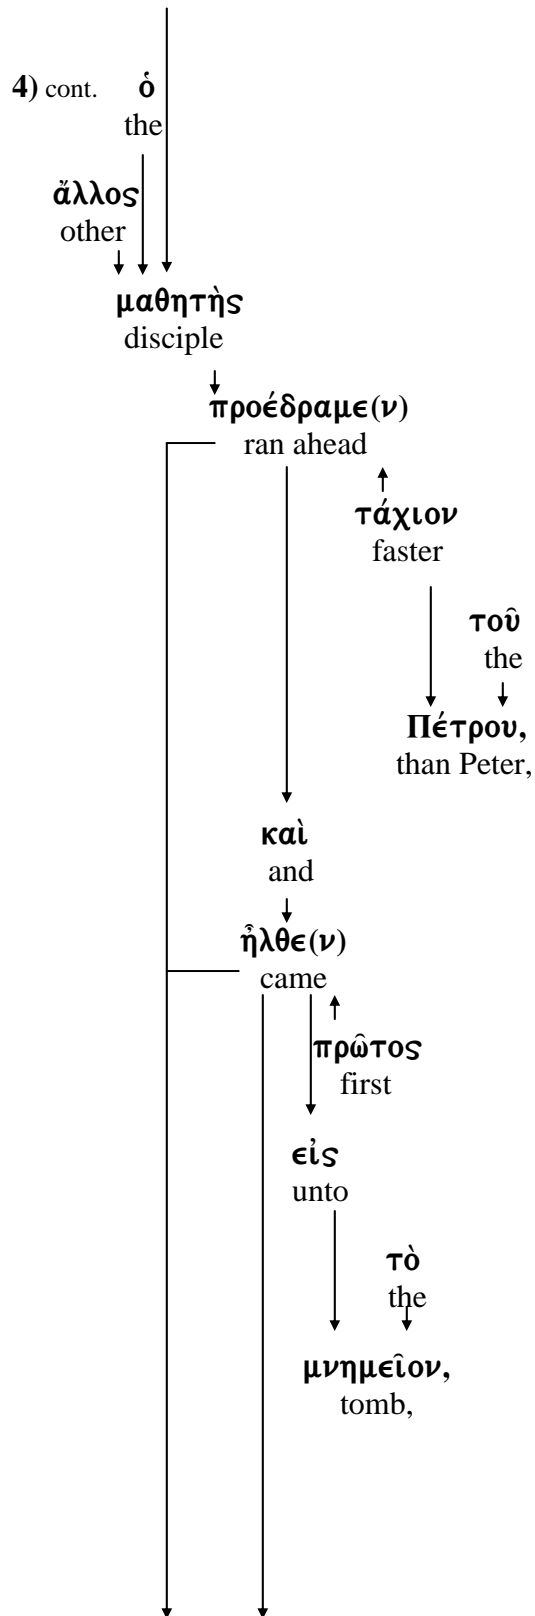 4) cont. ὁ
the
ἄλλος
other
μαθητὴς
disciple
προέδραμε(ν)
ran ahead
τάχιον
faster
τοῦ
the
Πέτρου,
than Peter,
καὶ
and
ἦλθε(ν)
came
πρῶτος
first
εἰς
unto
τὸ
the
μνημεῖον,
tomb,